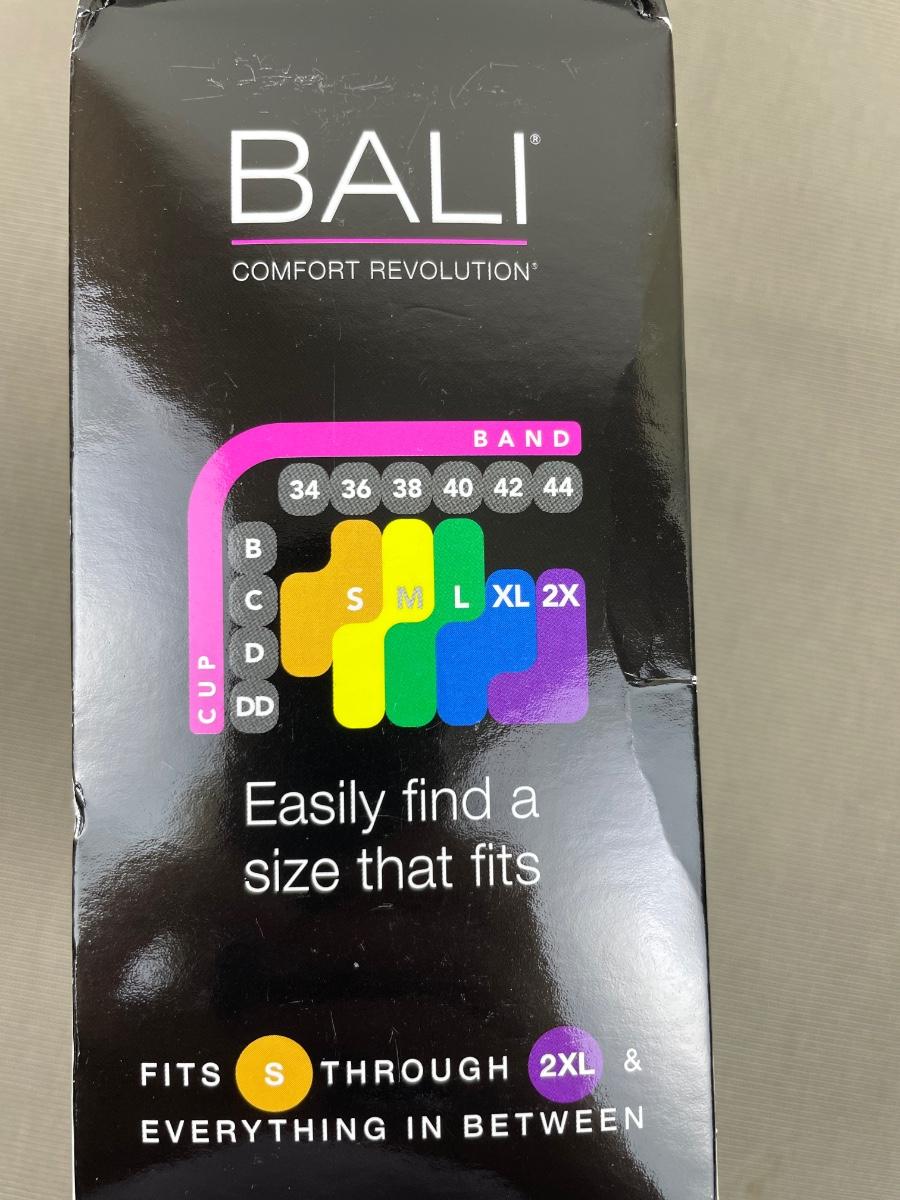 BALI®
COMFORT REVOLUTION®
BAND
34 36 38 40 42 44
CUP
B
C S M L XL 2X
D
DD
Easily find a
size that fits
FITS S THROUGH 2XL &
EVERYTHING IN BETWEEN